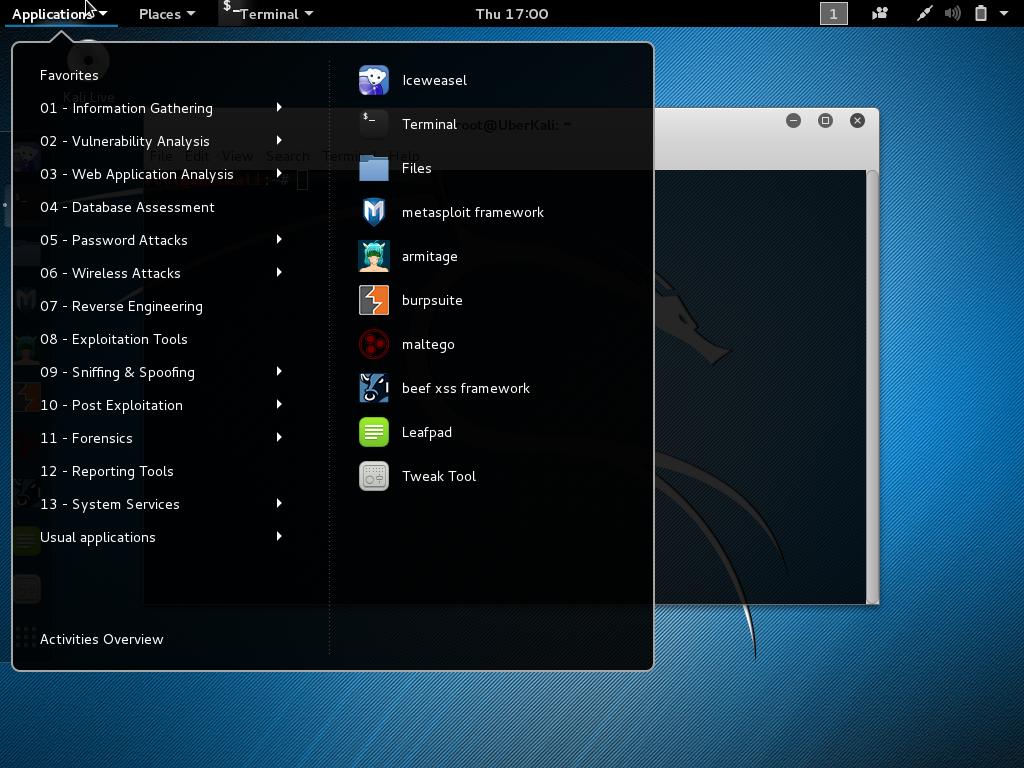 Applications Places $_ Terminal Thu 17:00 1
Favorites
01 - Information Gathering
02 - Vulnerability Analysis
03 - Web Application Analysis
04 - Database Assessment
05 - Password Attacks
06 - Wireless Attacks
07 - Reverse Engineering
08 - Exploitation Tools
09 - Sniffing & Spoofing
10 - Post Exploitation
11 - Forensics
12 - Reporting Tools
13 - System Services
Usual applications
Activities Overview
Iceweasel
$_ Terminal
Files
metasploit framework
armitage
burpsuite
maltego
beef xss framework
Leafpad
Tweak Tool
Kali Live
root@UberKali: ~
File Edit View Search Terminal Help